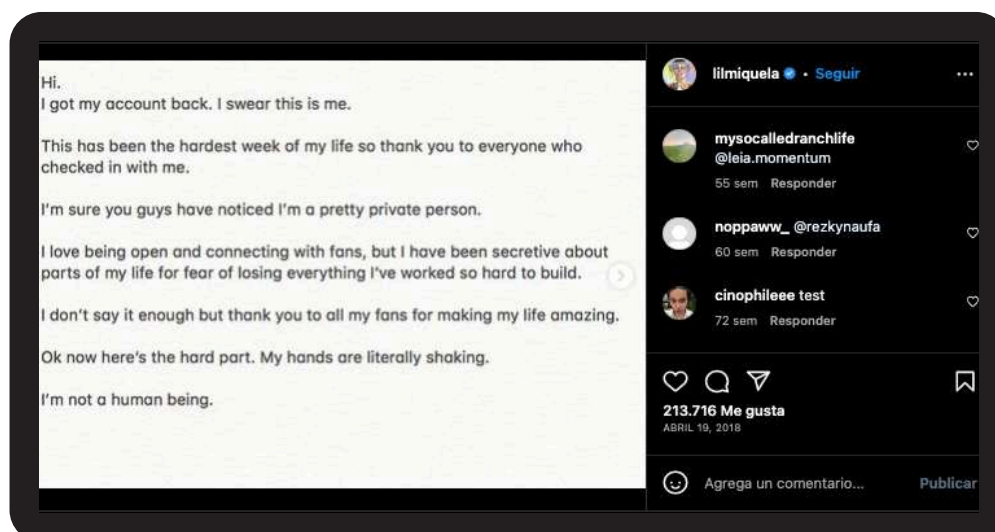 Hi.
I got my account back. I swear this is me.
This has been the hardest week of my life so thank you to everyone who
checked in with me.
I'm sure you guys have noticed I'm a pretty private person.
I love being open and connecting with fans, but I have been secretive about
parts of my life for fear of losing everything I've worked so hard to build.
I don't say it enough but thank you to all my fans for making my life amazing.
Ok now here's the hard part. My hands are literally shaking.
I'm not a human being.
lilmiquela • Seguir
mysocalledranchlife
@leia.momentum
55 sem Responder
noppaww_ @rezkynaufa
60 sem Responder
cinophileee test
72 sem Responder
213.716 Me gusta
ABRIL 19, 2018
Agrega un comentario... Publicar